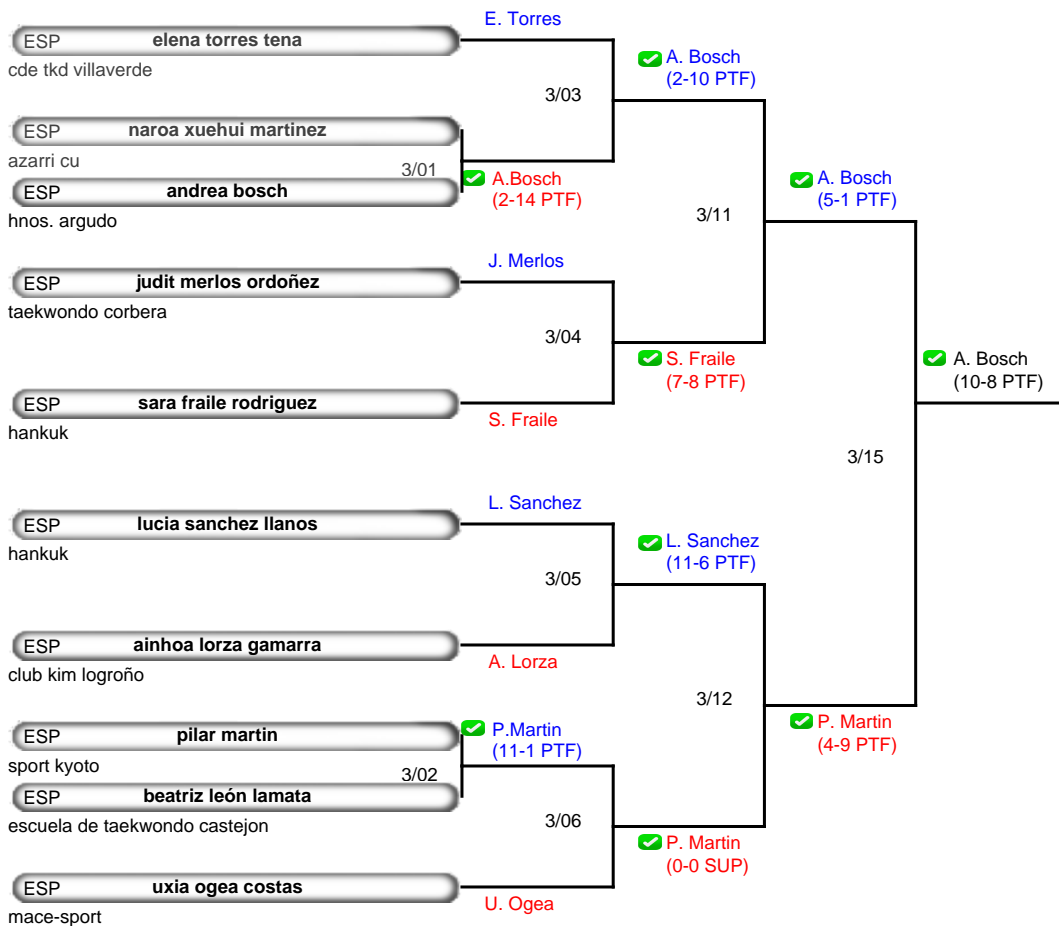 E. Torres
ESP elena torres tena
cde tkd villaverde
A. Bosch
(2-10 PTF)
3/03
ESP naroa xuehui martinez
azarri cu
3/01
ESP andrea bosch
hnos. argudo
A.Bosch
(2-14 PTF)
A. Bosch
(5-1 PTF)
3/11
J. Merlos
ESP judit merlos ordoñez
taekwondo corbera
3/04
S. Fraile
(7-8 PTF)
A. Bosch
(10-8 PTF)
ESP sara fraile rodriguez
hankuk
S. Fraile
3/15
L. Sanchez
ESP lucia sanchez llanos
hankuk
L. Sanchez
(11-6 PTF)
3/05
ESP ainhoa lorza gamarra
club kim logroño
A. Lorza
3/12
P. Martin
(4-9 PTF)
ESP pilar martin
sport kyoto
P.Martin
(11-1 PTF)
3/02
ESP beatriz león lamata
escuela de taekwondo castejon
3/06
P. Martin
(0-0 SUP)
ESP uxia ogea costas
mace-sport
U. Ogea